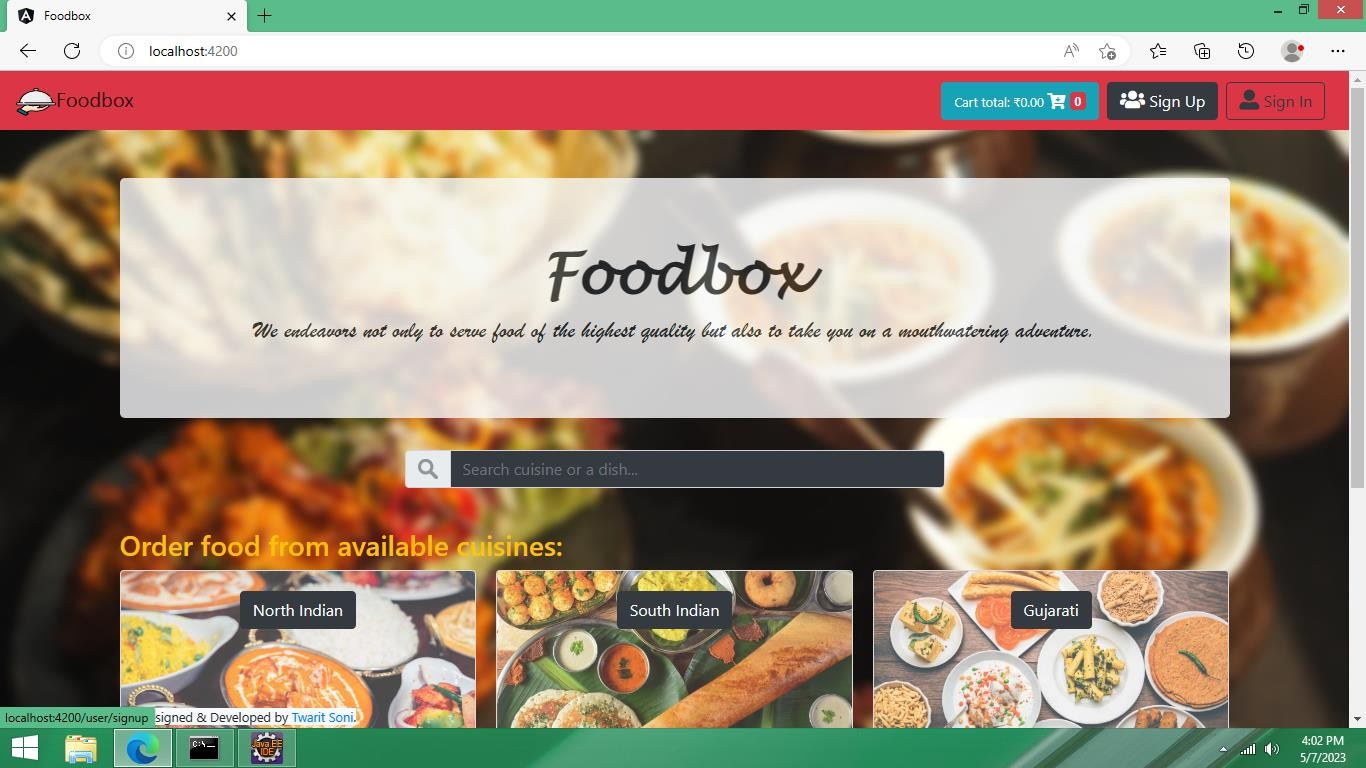 Foodbox
localhost:4200
Foodbox
Cart total: ₹0.00 0
Sign Up
Sign In
Foodbox
We endeavors not only to serve food of the highest quality but also to take you on a mouthwatering adventure.
Search cuisine or a dish...
Order food from available cuisines:
North Indian
South Indian
Gujarati
localhost:4200/user/signup
signed & Developed by Twarit Soni.
C:\
Java EE
IDE
4:02 PM
5/7/2023